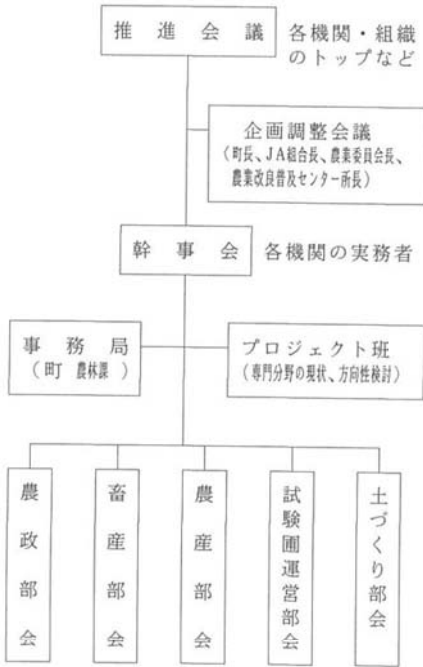 推進会議
各機関・組織
のトップなど
企画調整会議
(町長、JA組合長、農業委員会長、
農業改良普及センター所長)
幹事会
各機関の実務者
事務局
(町 農林課 )
プロジェクト班
(専門分野の現状、方向性検討)
農政部会
畜産部会
農産部会
試験圃運営部会
土づくり部会